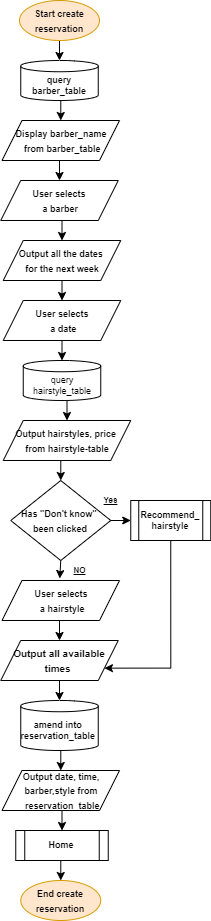 Start create
reservation
query
barber_table
Display barber_name
from barber_table
User selects
a barber
Output all the dates
for the next week
User selects
a date
query
hairstyle_table
Output hairstyles, price
from hairstyle-table
Has "Don't know"
been clicked
Yes
Recommend_
hairstyle
NO
User selects
a hairstyle
Output all available
times
amend into
reservation_table
Output date, time,
barber,style from
reservation_table
Home
End create
reservation